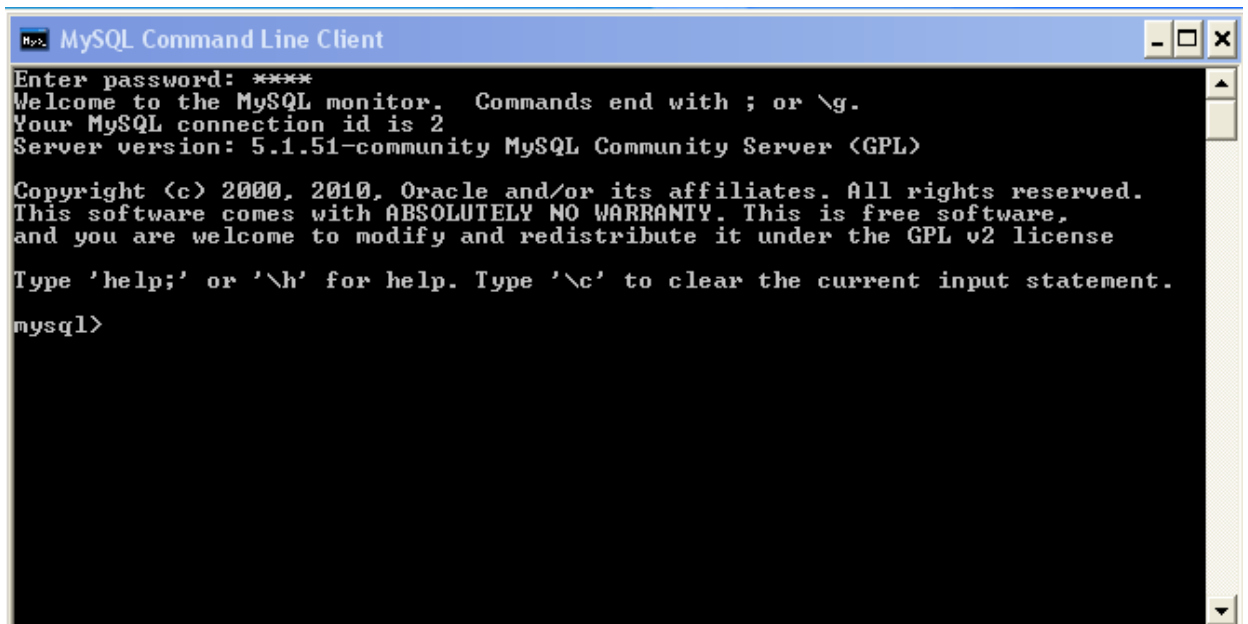 MySQL Command Line Client
Enter password: ****
Welcome to the MySQL monitor.  Commands end with ; or \g.
Your MySQL connection id is 2
Server version: 5.1.51-community MySQL Community Server (GPL)
Copyright (c) 2000, 2010, Oracle and/or its affiliates. All rights reserved.
This software comes with ABSOLUTELY NO WARRANTY. This is free software,
and you are welcome to modify and redistribute it under the GPL v2 license
Type 'help;' or '\h' for help. Type '\c' to clear the current input statement.
mysql>